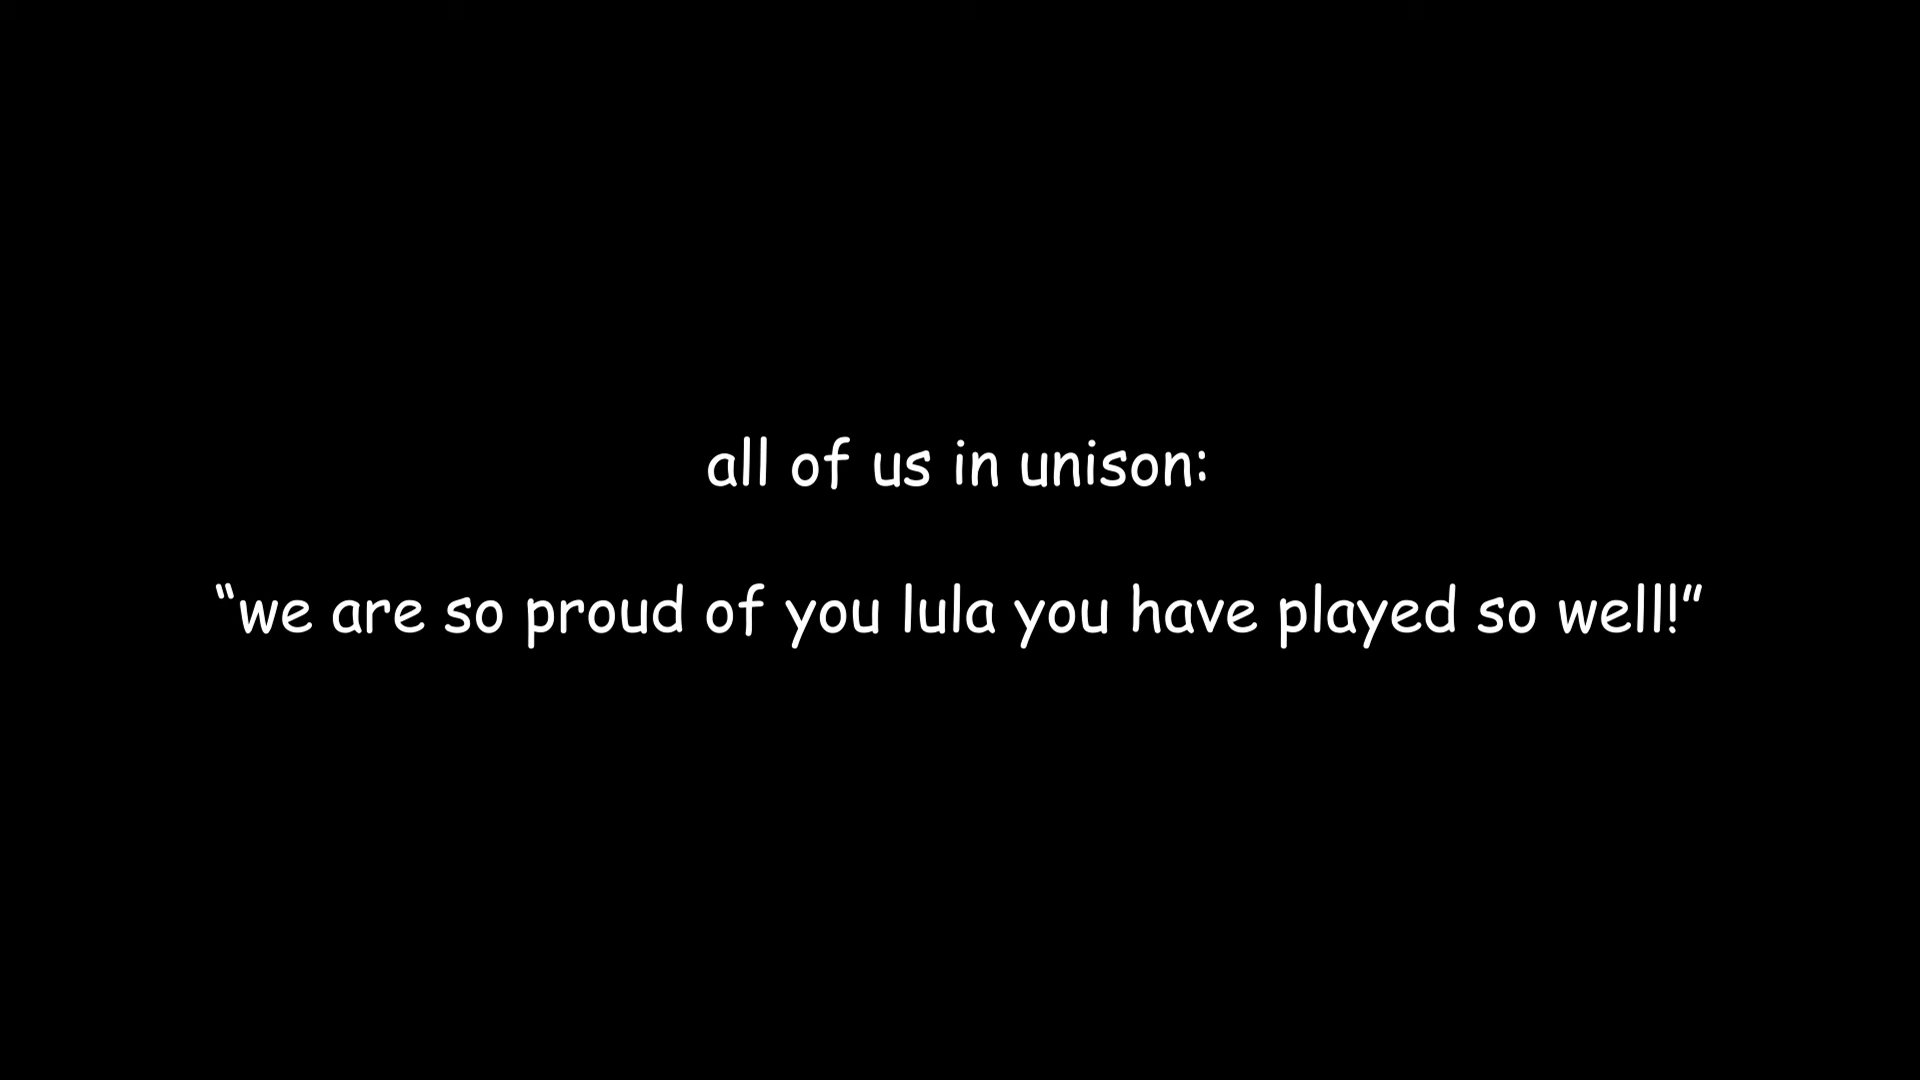 all of us in unison:
“we are so proud of you lula you have played so well!”